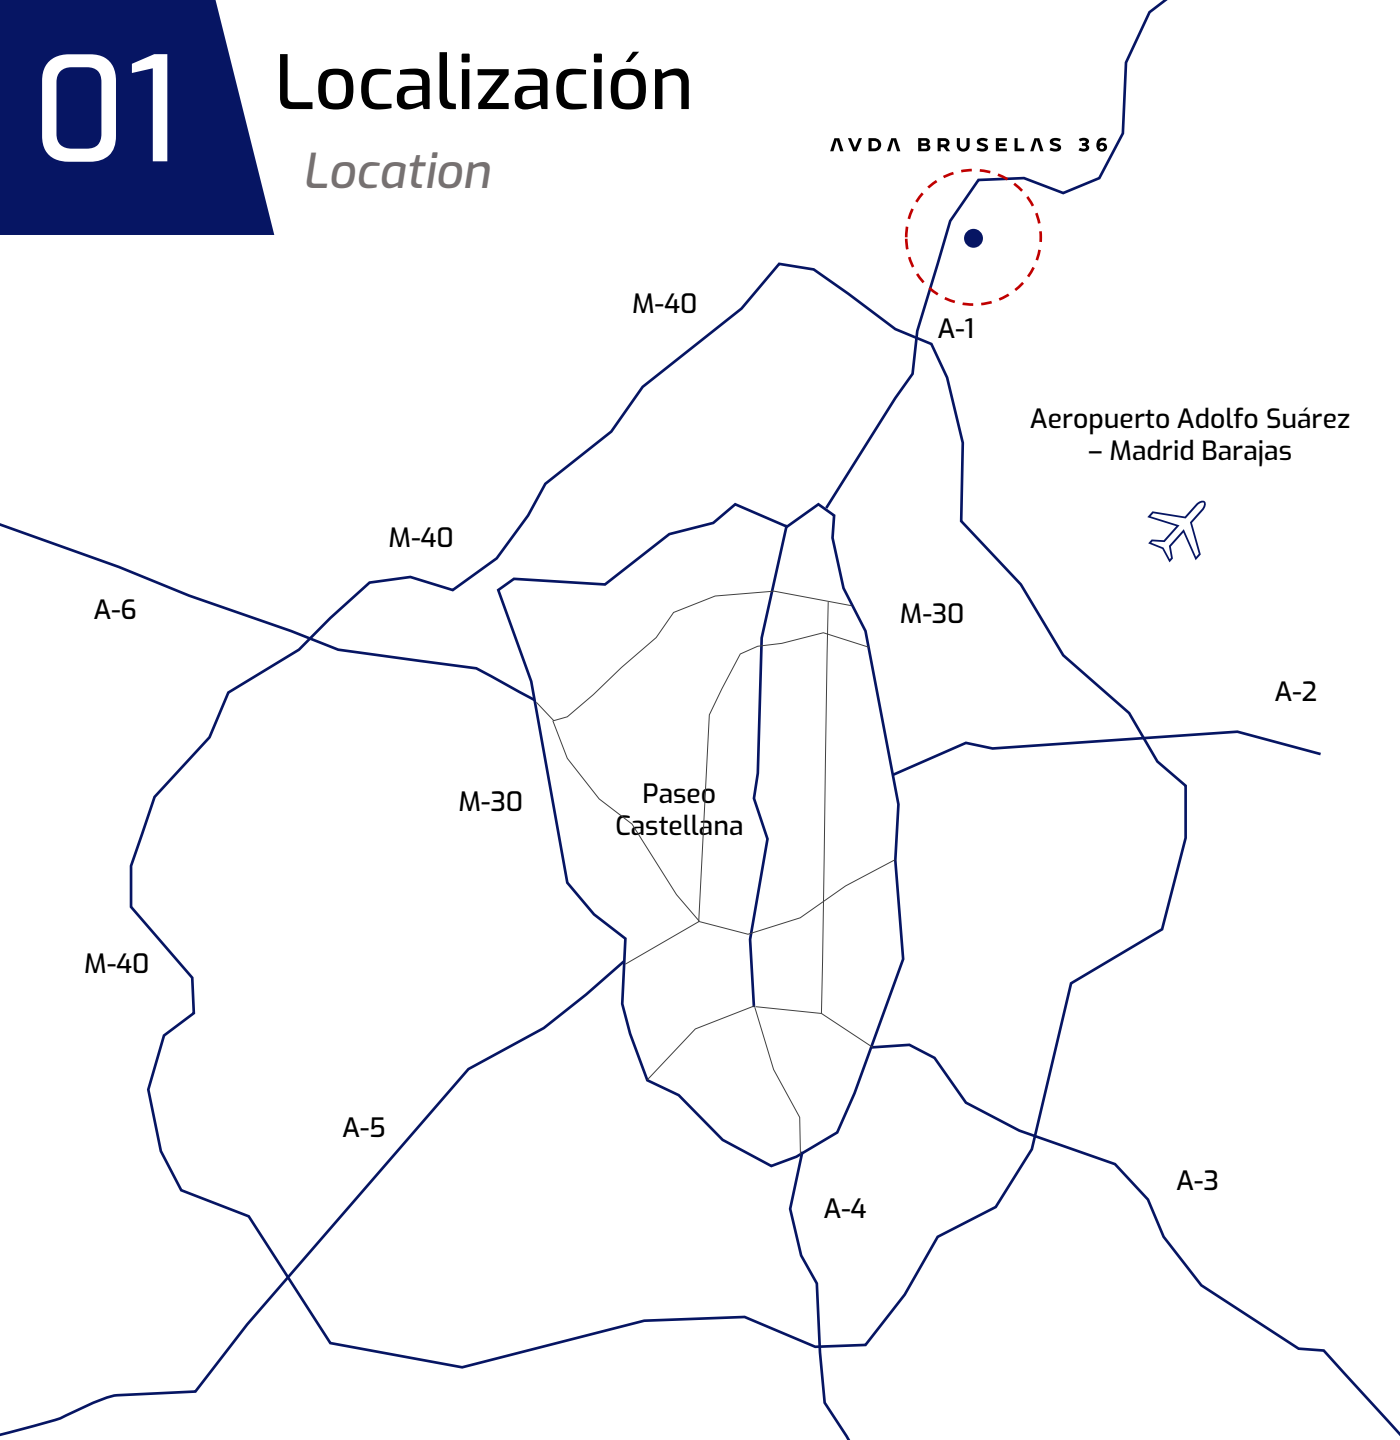 01
Localización
Location
AVDA BRUSELAS 36
M-40
A-1
Aeropuerto Adolfo Suárez
– Madrid Barajas
M-40
A-6
M-30
A-2
Paseo
Castellana
M-30
M-40
A-5
A-3
A-4